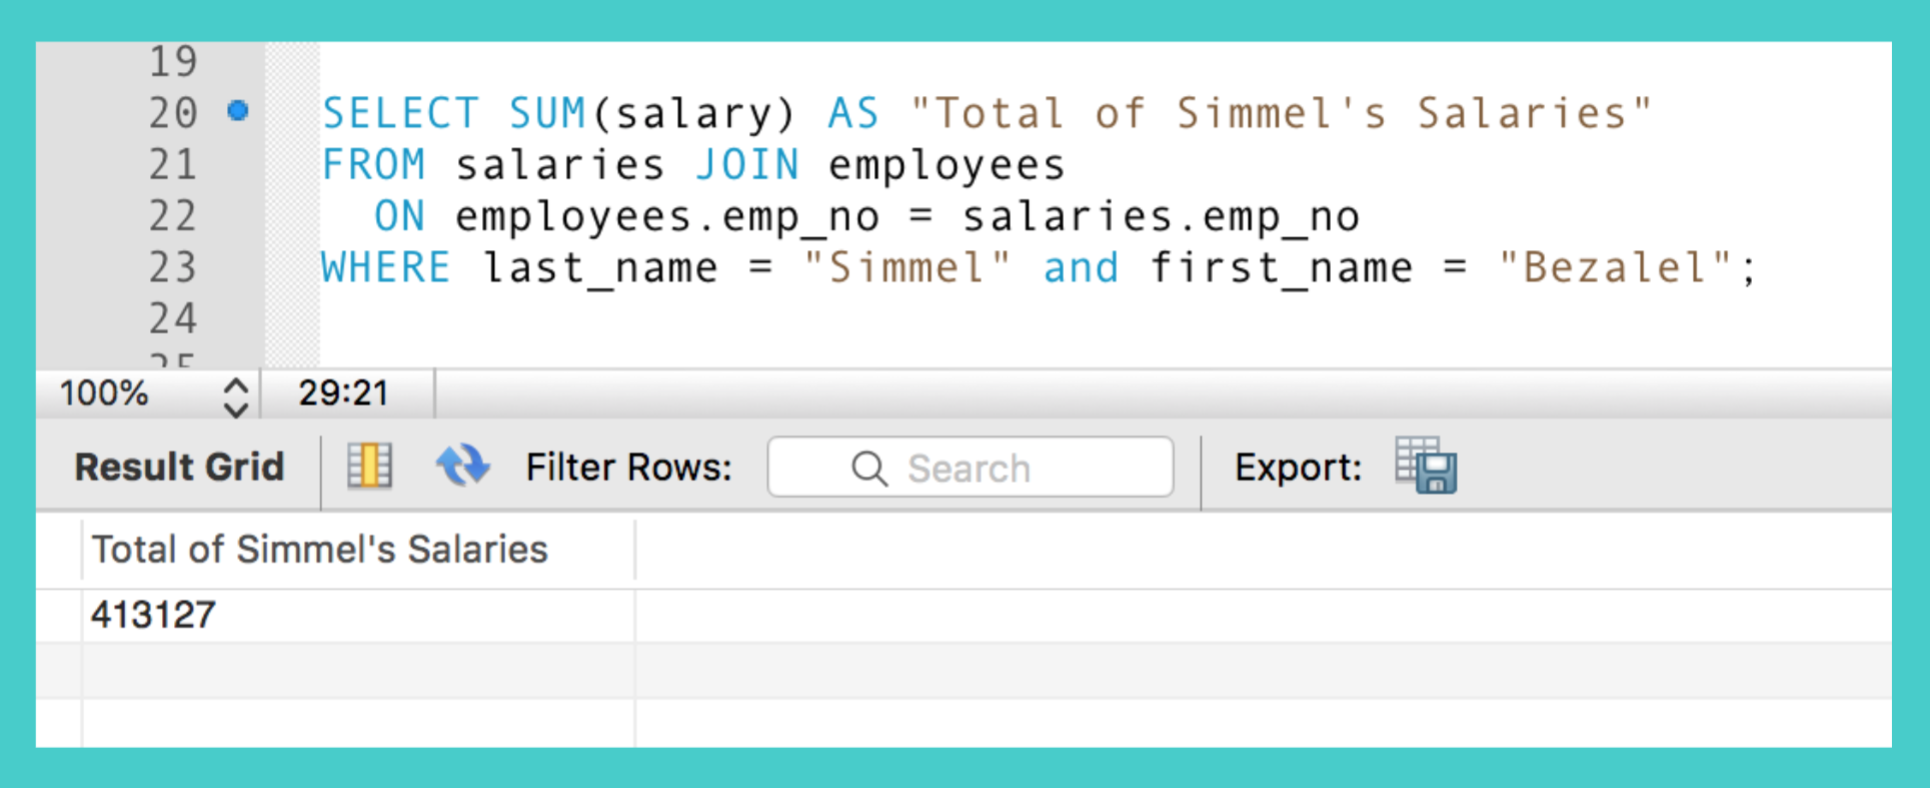 19
20 SELECT SUM(salary) AS "Total of Simmel's Salaries"
21 FROM salaries JOIN employees
22 ON employees.emp_no = salaries.emp_no
23 WHERE last_name = "Simmel" and first_name = "Bezalel";
24
25
100% 29:21
Result Grid Filter Rows: Search Export:
Total of Simmel's Salaries
413127